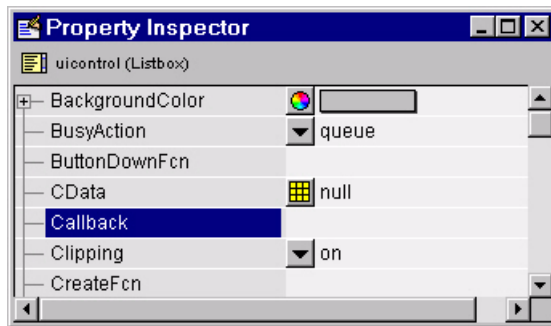 Property Inspector
uicontrol (Listbox)
BackgroundColor
BusyAction queue
ButtonDownFcn
CData null
Callback
Clipping on
CreateFcn